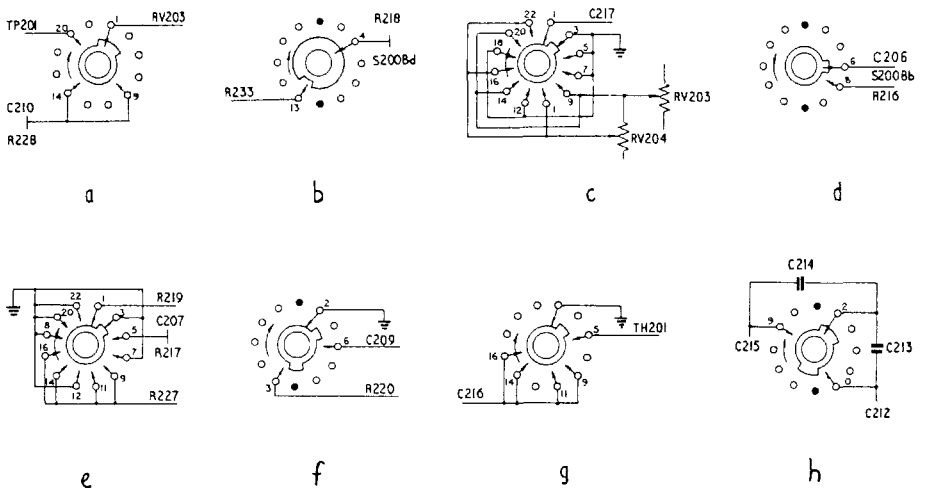 TP201 20 1 RV203
14 9
C210
R228
a
R218
4
S200Bd
R233 13
b
22 1 C217
20 3
18 5
16 7
14 9
12 1
RV203
RV204
c
6 C206
S200Bb
8 R216
d
22 1 R219
20 3 C207
8 5
16 7 R217
14 9
12 11 R227
e
2
6 C209
3 R220
f
5 TH201
16
14 9
C216 11
g
C214
2
9
C215 C213
C212
h